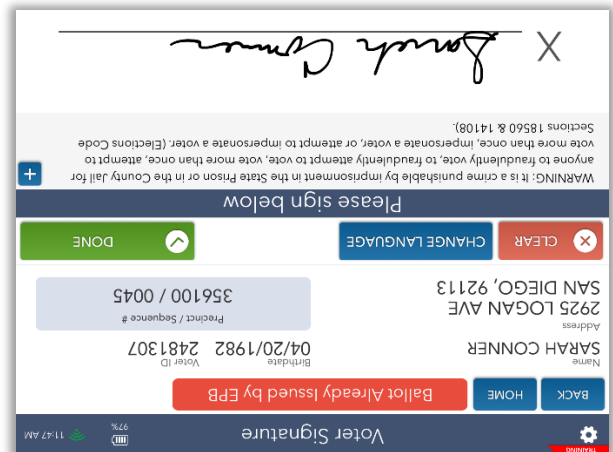 TRAINING
Voter Signature
97%
11:47 AM
BACK
HOME
Ballot Already Issued by EPB
Name
SARAH CONNER
Birthdate
04/20/1982
Voter ID
2481307
Address
2925 LOGAN AVE
SAN DIEGO, 92113
Precinct / Sequence #
356100 / 0045
CLEAR
CHANGE LANGUAGE
DONE
Please sign below
WARNING: It is a crime punishable by imprisonment in the State Prison or in the County Jail for
anyone to fraudulently vote, to fraudulently attempt to vote, vote more than once, attempt to
vote more than once, impersonate a voter, or attempt to impersonate a voter. (Elections Code
Sections 18560 & 14108).
+
X Sarah Conner